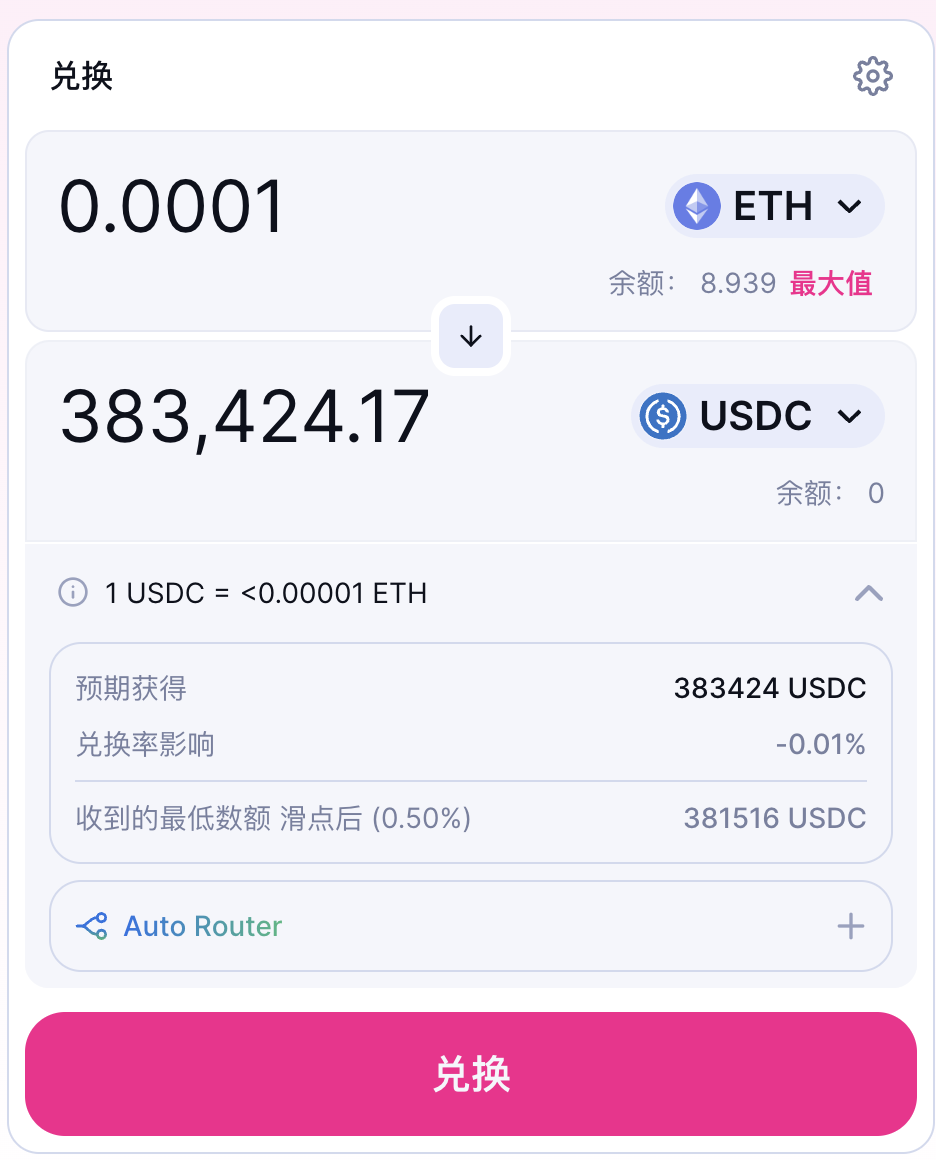 兑换
0.0001 ETH
余额： 8.939 最大值
383,424.17 USDC
余额： 0
1 USDC = <0.00001 ETH
预期获得 383424 USDC
兑换率影响 -0.01%
收到的最低数额 滑点后 (0.50%) 381516 USDC
Auto Router
兑换